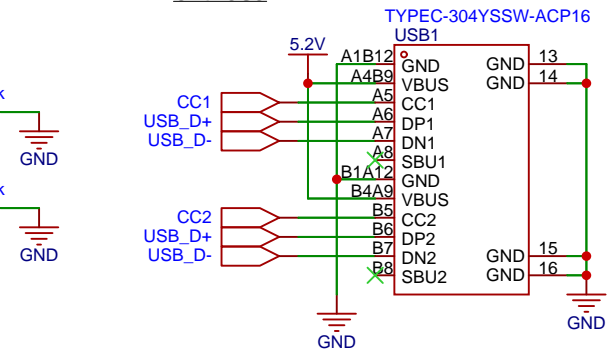 TYPEC-304YSSW-ACP16
USB1
5.2V
A1B12 GND GND 13
A4B9 VBUS GND 14
k
CC1 A5 CC1
USB_D+ A6 DP1
USB_D- A7 DN1
GND
A8 SBU1
B1A12 GND
k
B4A9 VBUS
CC2 B5 CC2
USB_D+ B6 DP2
USB_D- B7 DN2 GND 15
GND
B8 SBU2 GND 16
GND
GND